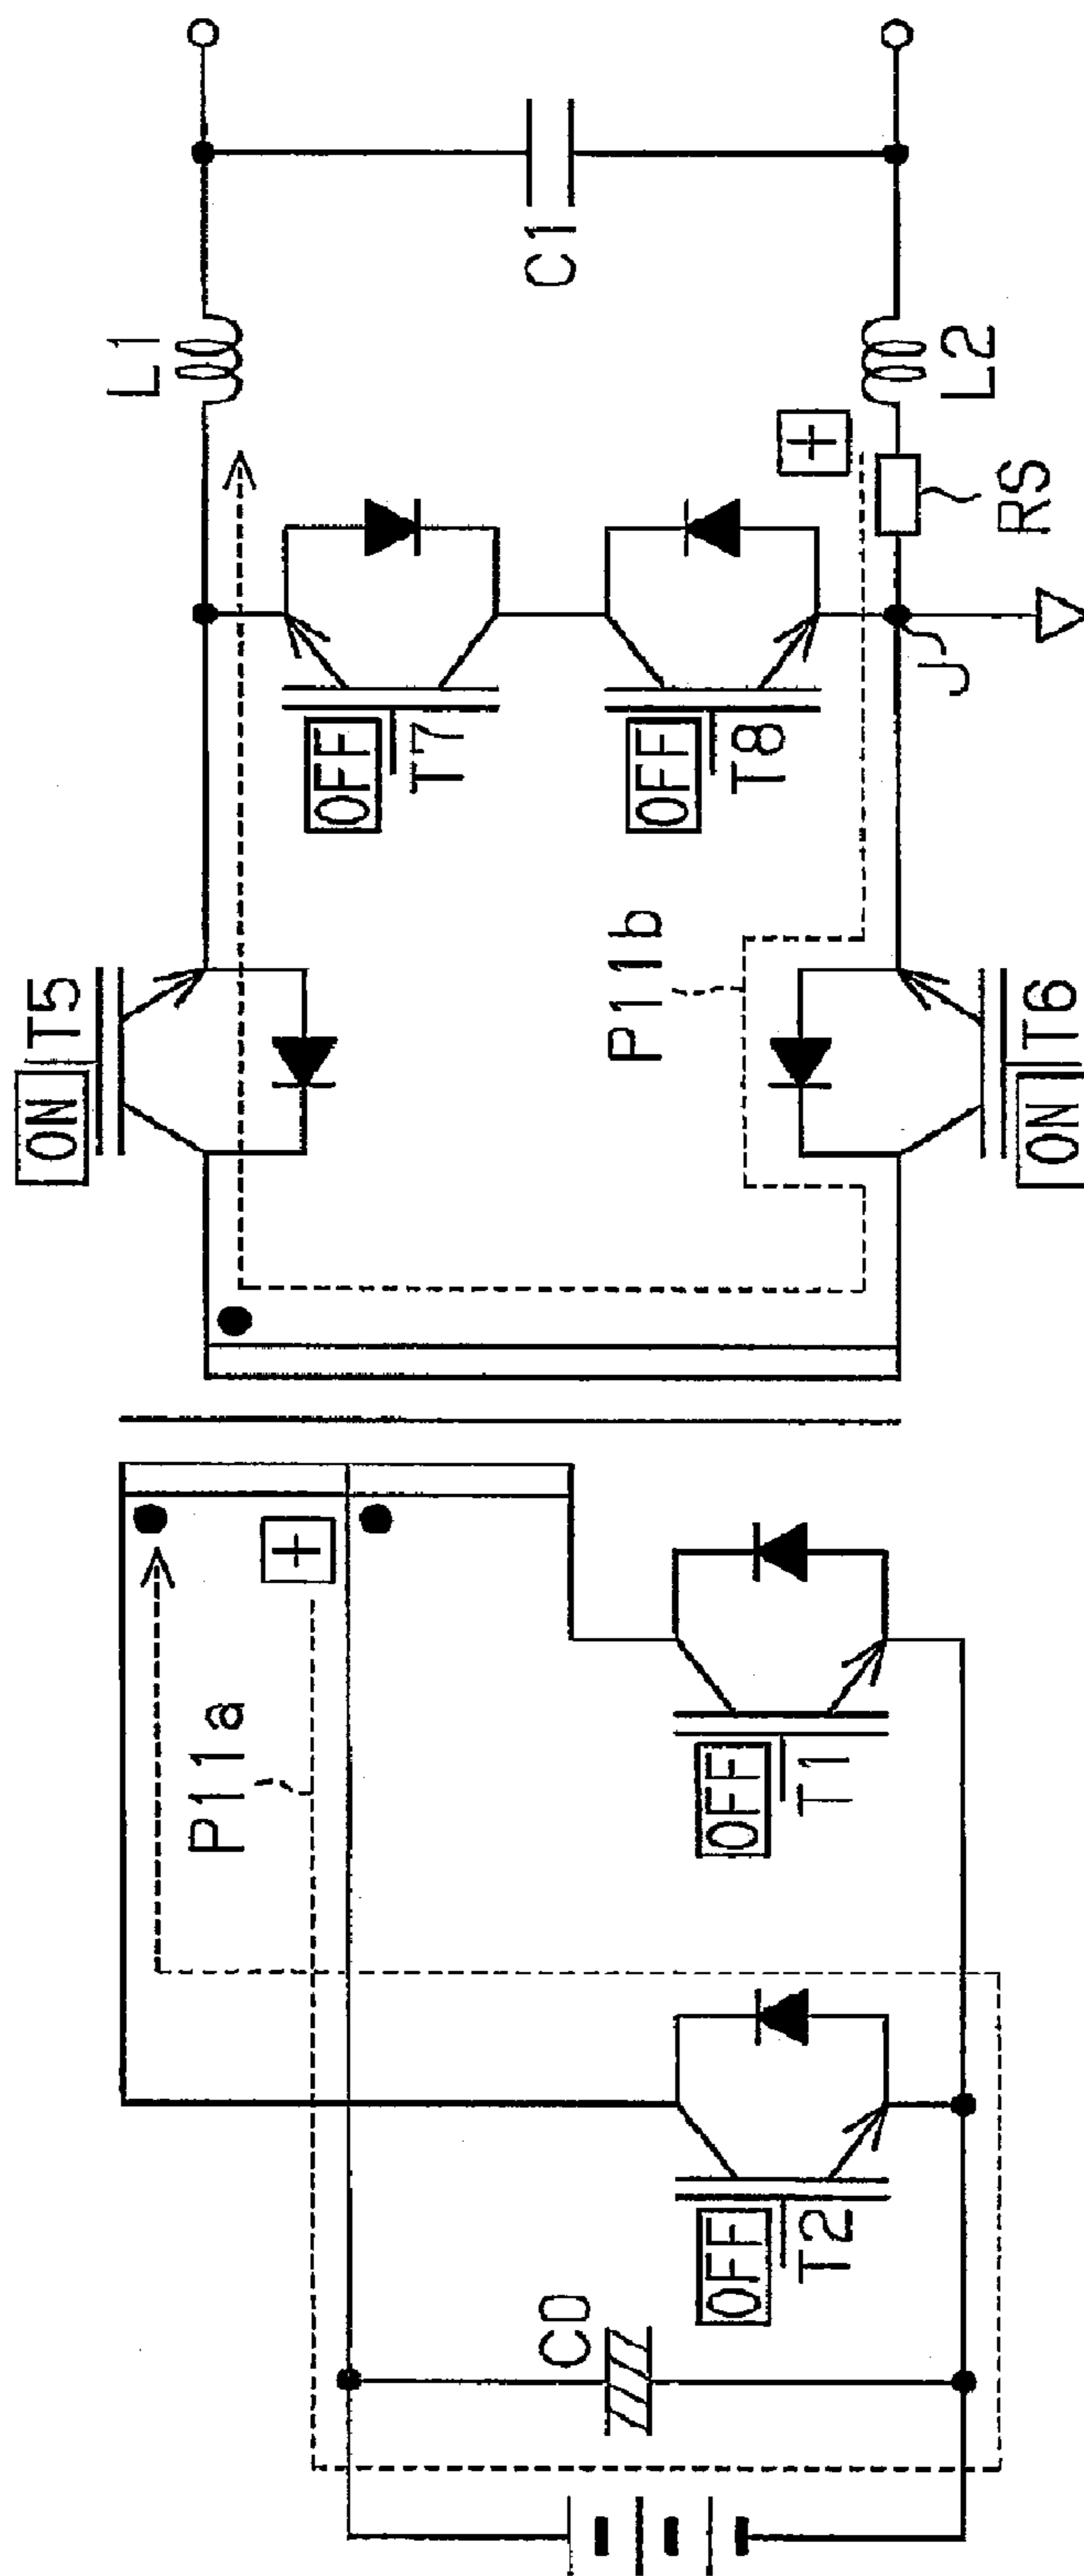 L1
C1
L2
RS
J
OFF
T7
OFF
T8
ON
T5
P11b
ON
T6
P11a
OFF
T1
OFF
T2
C0
+
+